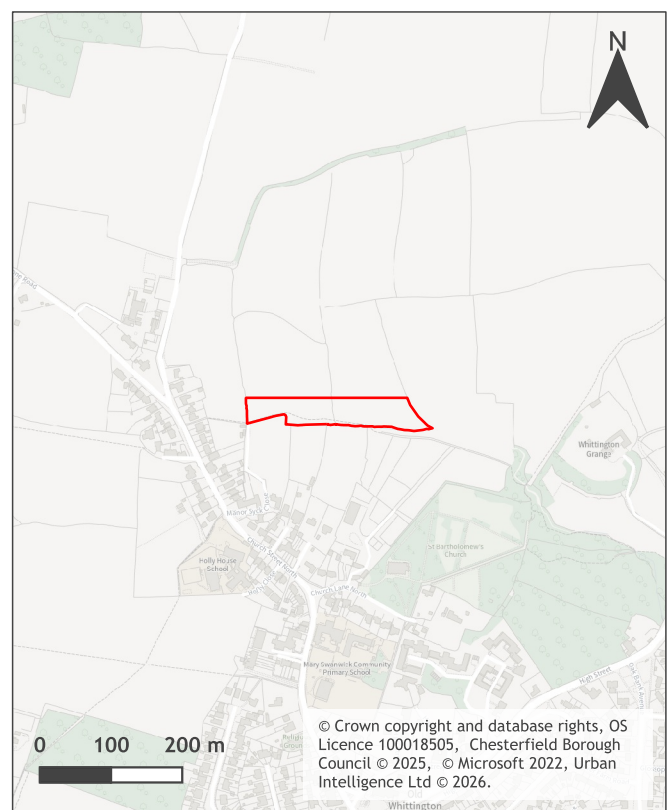 N
Whittington
Grange
St Bartholomew's
Church
Manor Fyck
Holly House
School
Church Street North
Church Lane North
Mary Swanwick Community
Primary School
High Street
0 100 200 m
© Crown copyright and database rights, OS
Licence 100018505, Chesterfield Borough
Council © 2025, © Microsoft 2022, Urban
Intelligence Ltd © 2026.
Whittington